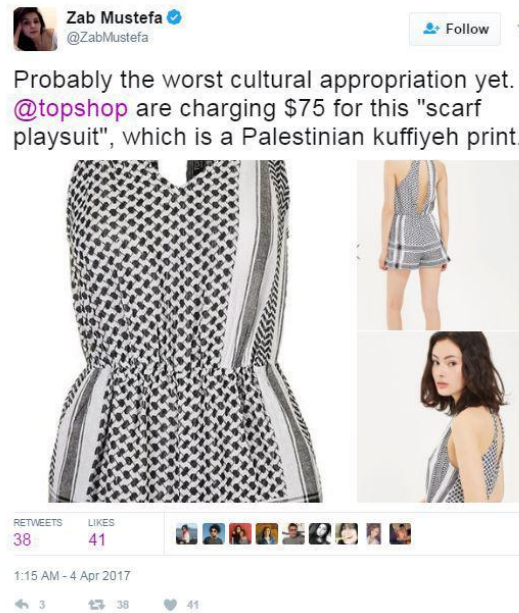 Zab Mustefa
@ZabMustefa
Follow
Probably the worst cultural appropriation yet.
@topshop are charging $75 for this "scarf
playsuit", which is a Palestinian kuffiyeh print.
RETWEETS LIKES
38 41
1:15 AM - 4 Apr 2017
3 38 41